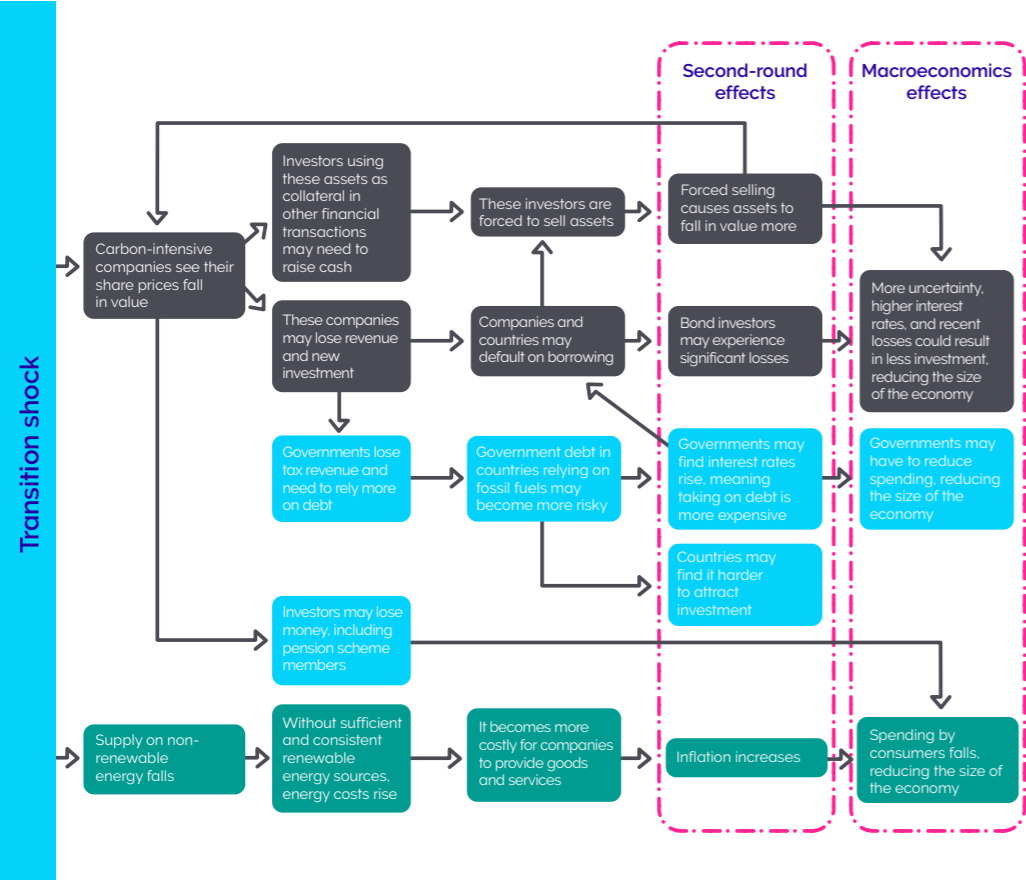 Transition shock
Second-round
effects
Macroeconomics
effects
Carbon-intensive
companies see their
share prices fall
in value
Investors using
these assets as
collateral in
other financial
transactions
may need to
raise cash
These investors are
forced to sell assets
Forced selling
causes assets to
fall in value more
More uncertainty,
higher interest
rates, and recent
losses could result
in less investment,
reducing the size
of the economy
These companies
may lose revenue
and new
investment
Companies and
countries may
default on borrowing
Bond investors
may experience
significant losses
Governments lose
tax revenue and
need to rely more
on debt
Government debt in
countries relying on
fossil fuels may
become more risky
Governments may
find interest rates
rise, meaning
taking on debt is
more expensive
Governments may
have to reduce
spending, reducing
the size of the
economy
Countries may
find it harder
to attract
investment
Investors may lose
money, including
pension scheme
members
Supply on non-
renewable
energy falls
Without sufficient
and consistent
renewable
energy sources,
energy costs rise
It becomes more
costly for companies
to provide goods
and services
Inflation increases
Spending by
consumers falls,
reducing the size of
the economy